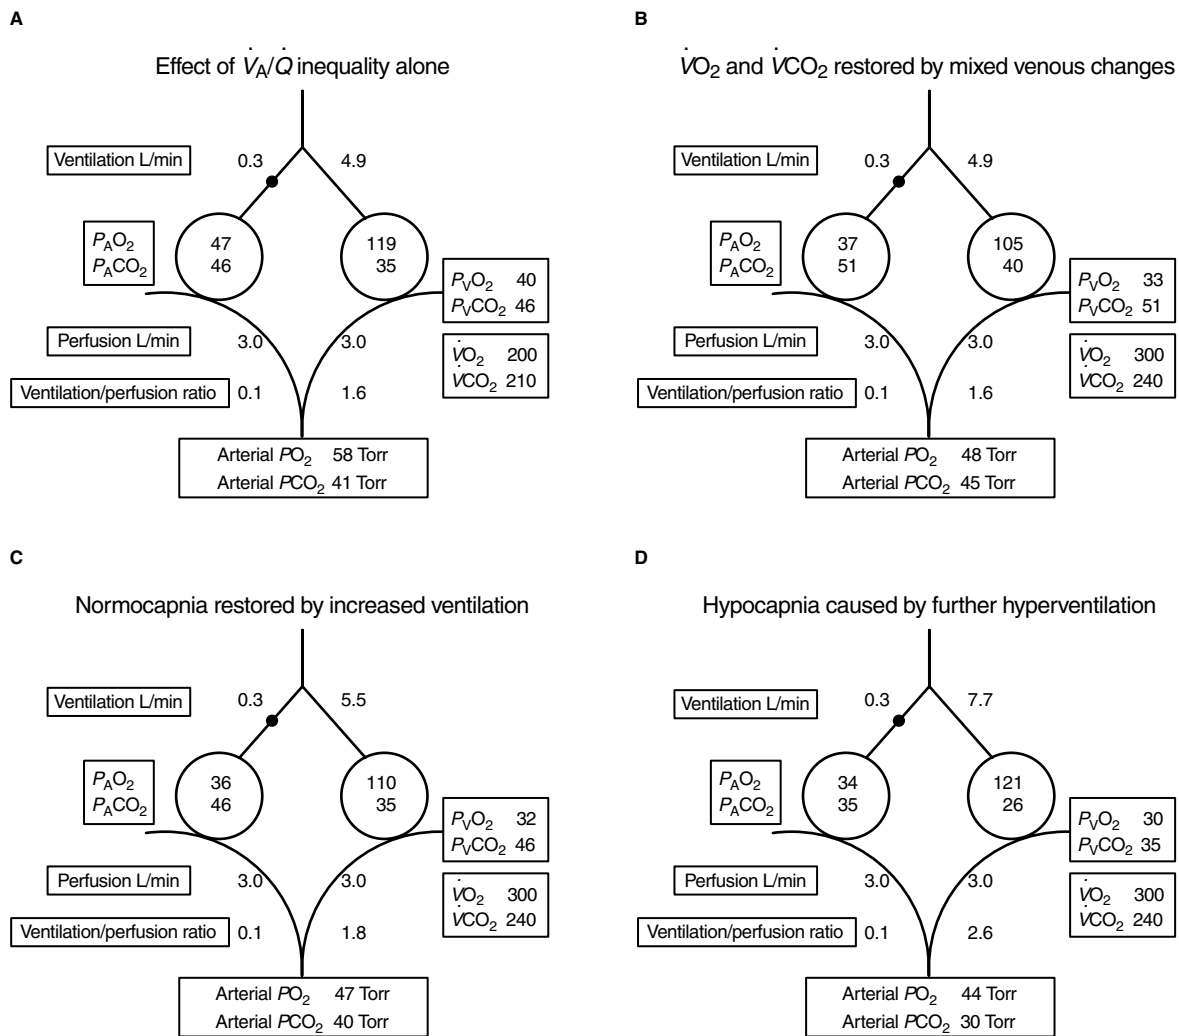 A
Effect of V̇A/Q̇ inequality alone
Ventilation L/min 0.3 4.9
PAO2
PACO2
47
46
119
35
PVO2 40
PVCO2 46
Perfusion L/min 3.0 3.0
V̇O2 200
V̇CO2 210
Ventilation/perfusion ratio 0.1 1.6
Arterial PO2 58 Torr
Arterial PCO2 41 Torr
B
V̇O2 and V̇CO2 restored by mixed venous changes
Ventilation L/min 0.3 4.9
PAO2
PACO2
37
51
105
40
PVO2 33
PVCO2 51
Perfusion L/min 3.0 3.0
V̇O2 300
V̇CO2 240
Ventilation/perfusion ratio 0.1 1.6
Arterial PO2 48 Torr
Arterial PCO2 45 Torr
C
Normocapnia restored by increased ventilation
Ventilation L/min 0.3 5.5
PAO2
PACO2
36
46
110
35
PVO2 32
PVCO2 46
Perfusion L/min 3.0 3.0
V̇O2 300
V̇CO2 240
Ventilation/perfusion ratio 0.1 1.8
Arterial PO2 47 Torr
Arterial PCO2 40 Torr
D
Hypocapnia caused by further hyperventilation
Ventilation L/min 0.3 7.7
PAO2
PACO2
34
35
121
26
PVO2 30
PVCO2 35
Perfusion L/min 3.0 3.0
V̇O2 300
V̇CO2 240
Ventilation/perfusion ratio 0.1 2.6
Arterial PO2 44 Torr
Arterial PCO2 30 Torr